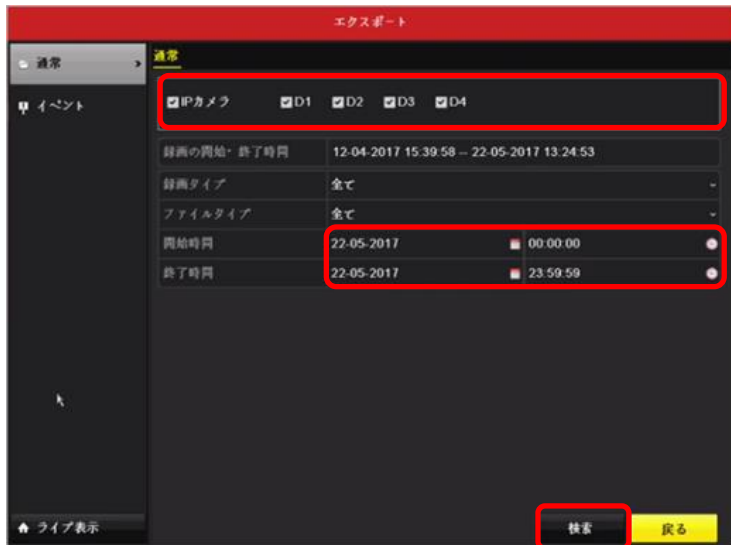 エクスポート
通常
イベント
通常
IPカメラ D1 D2 D3 D4
録画の開始・終了時間 12-04-2017 15:39:58 -- 22-05-2017 13:24:53
録画タイプ 全て
ファイルタイプ 全て
開始時間 22-05-2017 00:00:00
終了時間 22-05-2017 23:59:59
ライブ表示
検索 戻る